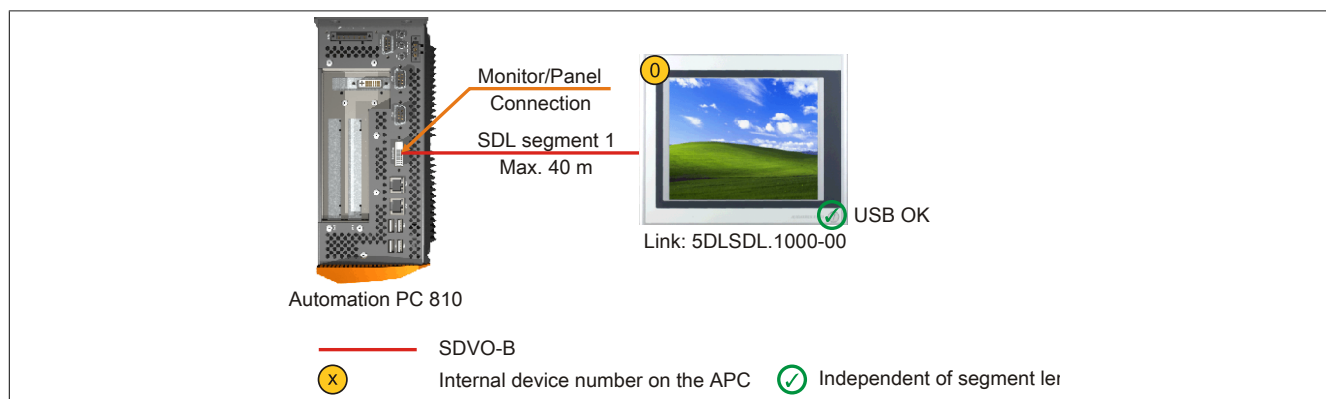 Monitor/Panel
Connection
SDL segment 1
Max. 40 m
0
USB OK
Link: 5DLSDL.1000-00
Automation PC 810
SDVO-B
x Internal device number on the APC
Independent of segment